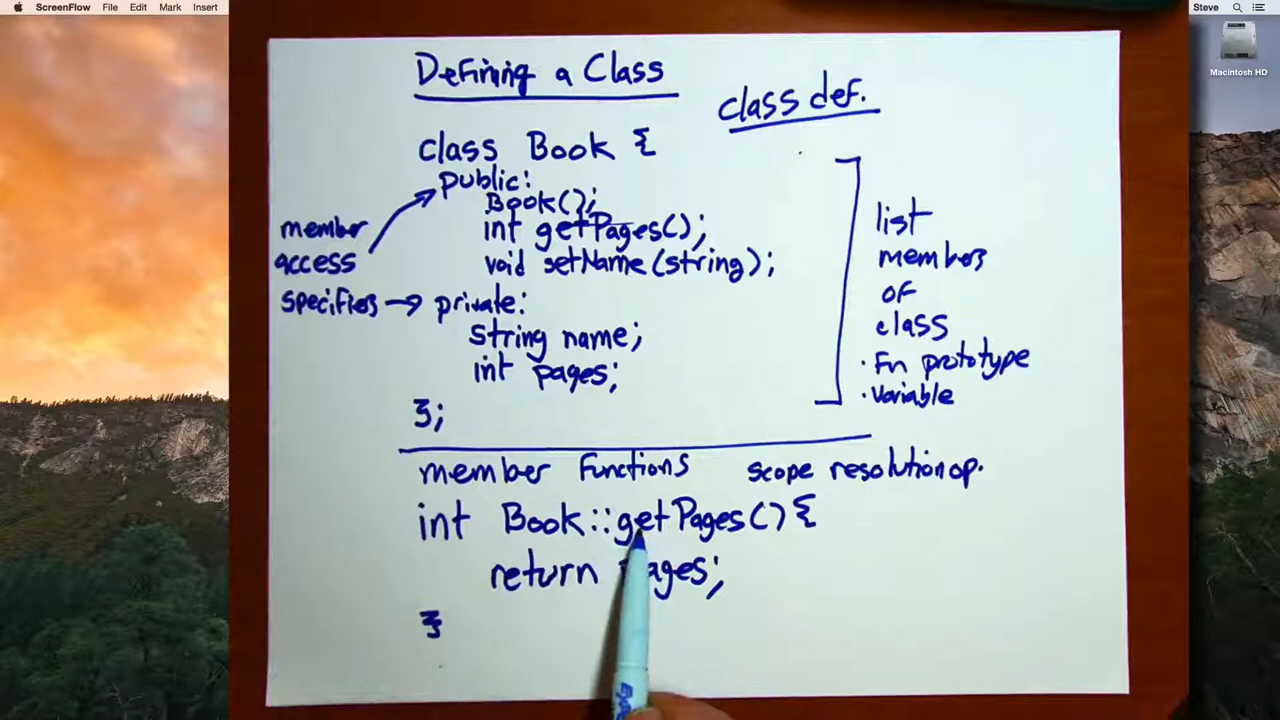 ScreenFlow File Edit Mark Insert
Steve
Macintosh HD
Defining a Class
class def.
class Book {
public:
Book();
int getPages();
void setName(string);
member
access
specifiers
private:
string name;
int pages;
};
list
members
of
class
· Fn prototype
· Variable
member Functions scope resolution op.
int Book::getPages() {
return pages;
}